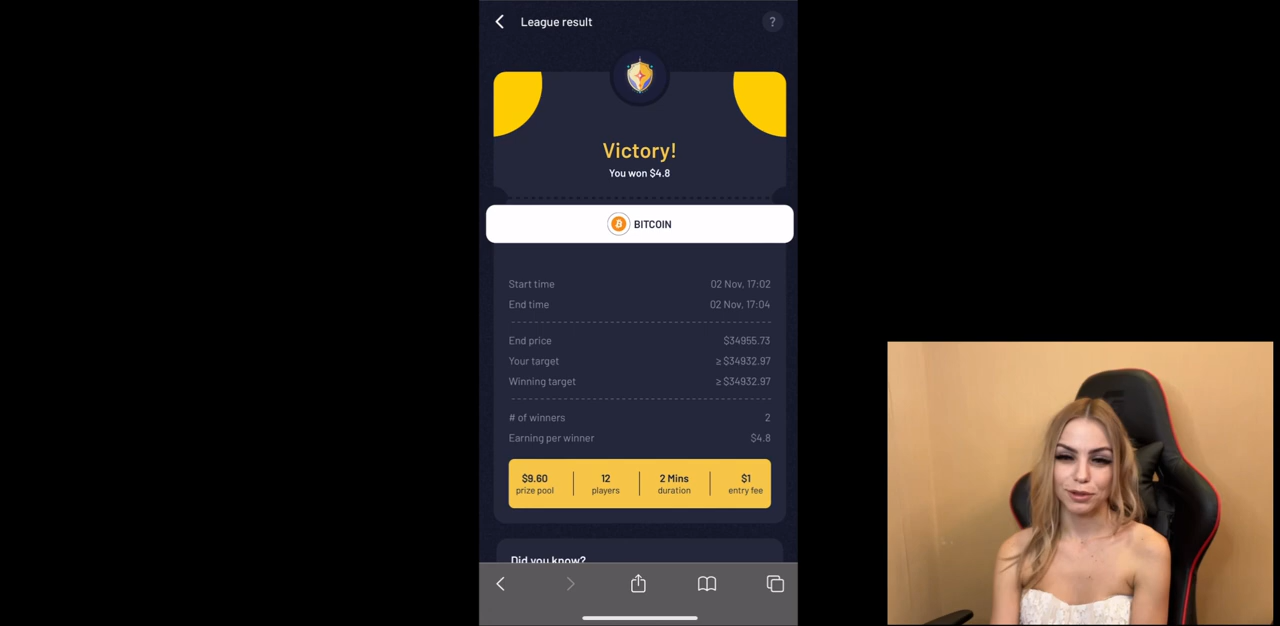 League result
?
Victory!
You won $4.8
BITCOIN
Start time 02 Nov, 17:02
End time 02 Nov, 17:04
End price $34955.73
Your target ≥ $34932.97
Winning target ≥ $34932.97
# of winners 2
Earning per winner $4.8
$9.60 12 2 Mins $1
prize pool players duration entry fee
Did you know?